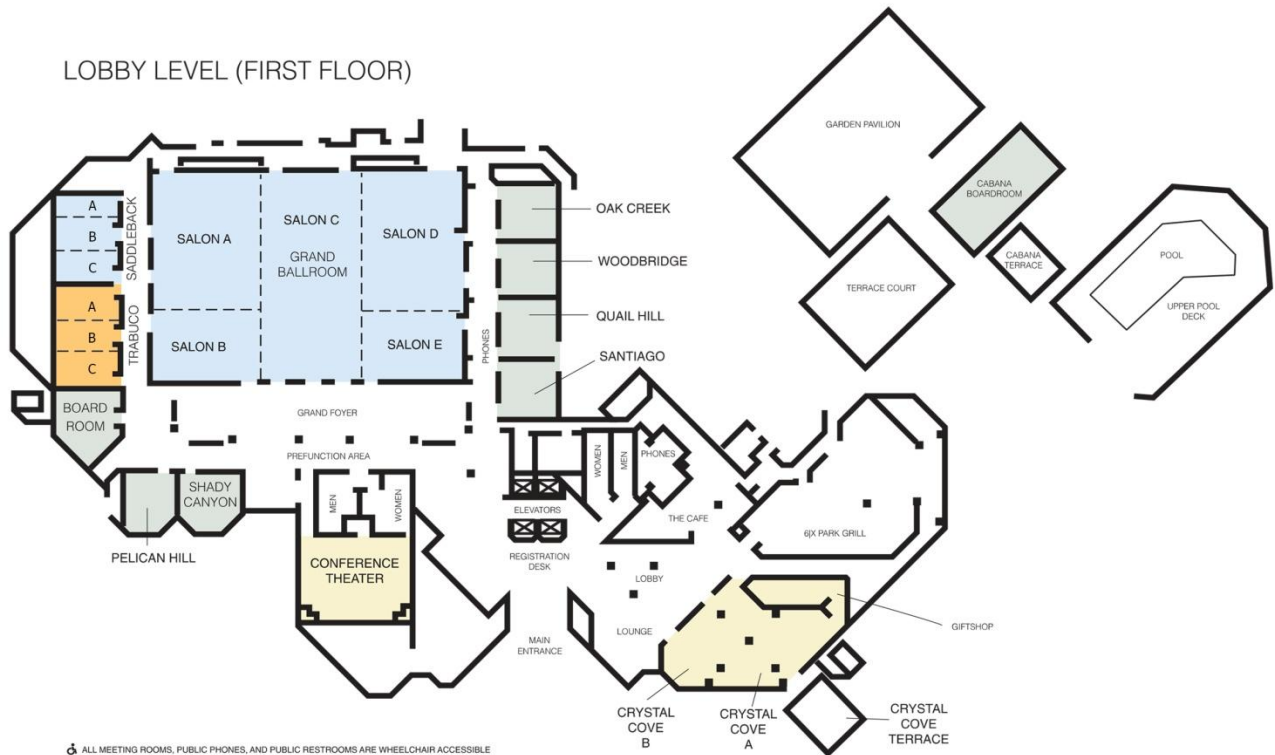 LOBBY LEVEL (FIRST FLOOR)
GARDEN PAVILION
CABANA
BOARDROOM
CABANA
TERRACE
TERRACE COURT
POOL
UPPER POOL
DECK
A
B
C
SADDLEBACK
A
B
C
TRABUCO
BOARD
ROOM
SALON A
SALON B
SALON C
GRAND
BALLROOM
SALON D
SALON E
PHONES
OAK CREEK
WOODBRIDGE
QUAIL HILL
SANTIAGO
GRAND FOYER
PREFUNCTION AREA
SHADY
CANYON
PELICAN HILL
MEN
WOMEN
CONFERENCE
THEATER
ELEVATORS
REGISTRATION
DESK
WOMEN
MEN
PHONES
THE CAFE
6|X PARK GRILL
LOBBY
LOUNGE
MAIN
ENTRANCE
GIFTSHOP
CRYSTAL
COVE
B
CRYSTAL
COVE
A
CRYSTAL
COVE
TERRACE
ALL MEETING ROOMS, PUBLIC PHONES, AND PUBLIC RESTROOMS ARE WHEELCHAIR ACCESSIBLE